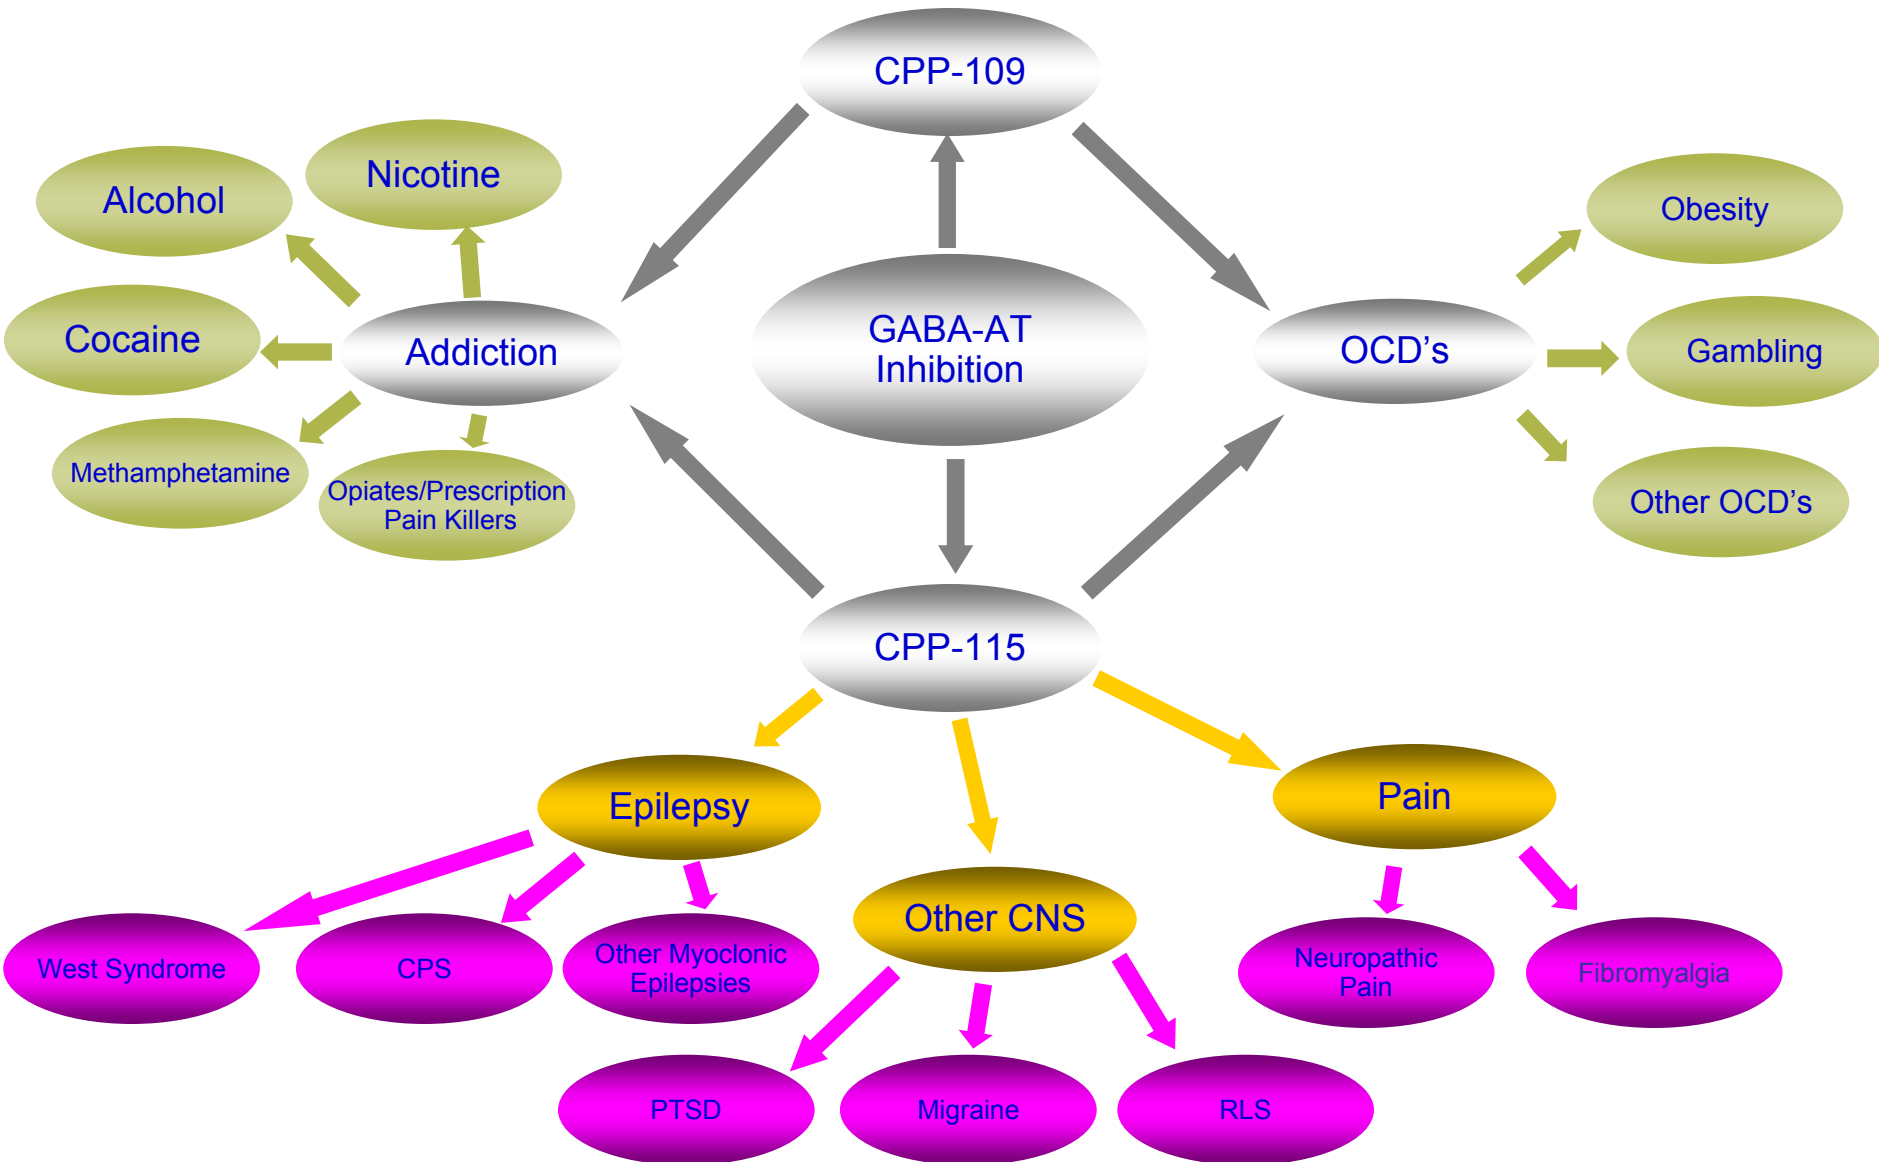 CPP-109
Nicotine
Alcohol
Obesity
Cocaine
Addiction
GABA-AT
Inhibition
OCD's
Gambling
Methamphetamine
Opiates/Prescription
Pain Killers
Other OCD's
CPP-115
Epilepsy
Pain
Other CNS
West Syndrome
CPS
Other Myoclonic
Epilepsies
Neuropathic
Pain
Fibromyalgia
PTSD
Migraine
RLS